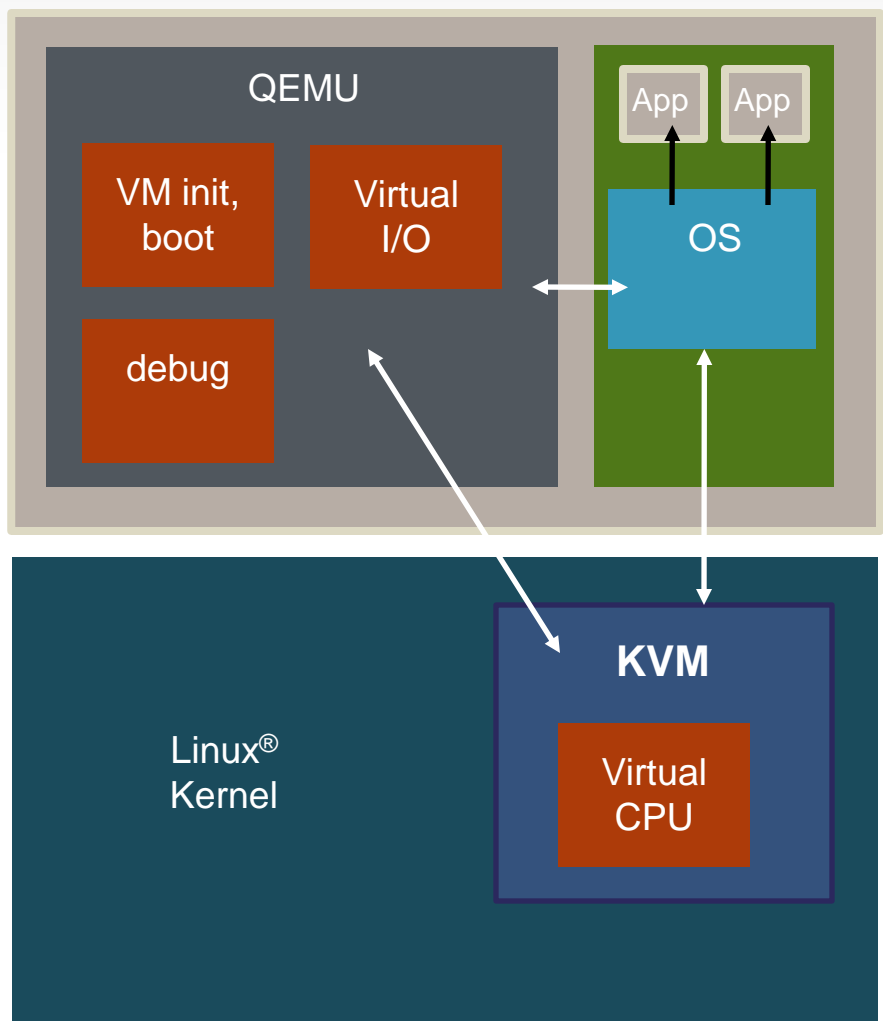 QEMU
VM init,
boot
Virtual
I/O
debug
App
App
OS
Linux®
Kernel
KVM
Virtual
CPU